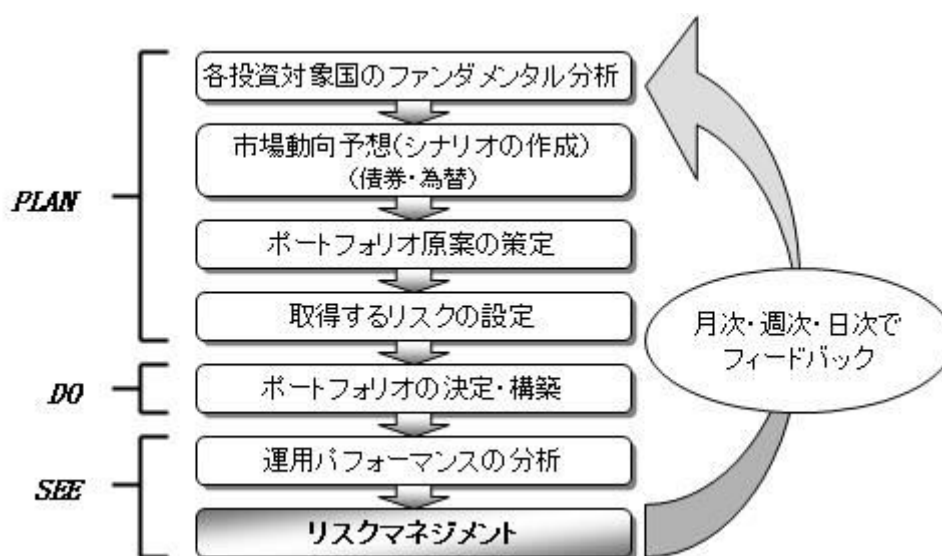 各投資対象国のファンダメンタル分析
市場動向予想(シナリオの作成)
(債券・為替)
PLAN
ポートフォリオ原案の策定
取得するリスクの設定
月次・週次・日次で
フィードバック
DO
ポートフォリオの決定・構築
SEE
運用パフォーマンスの分析
リスクマネジメント